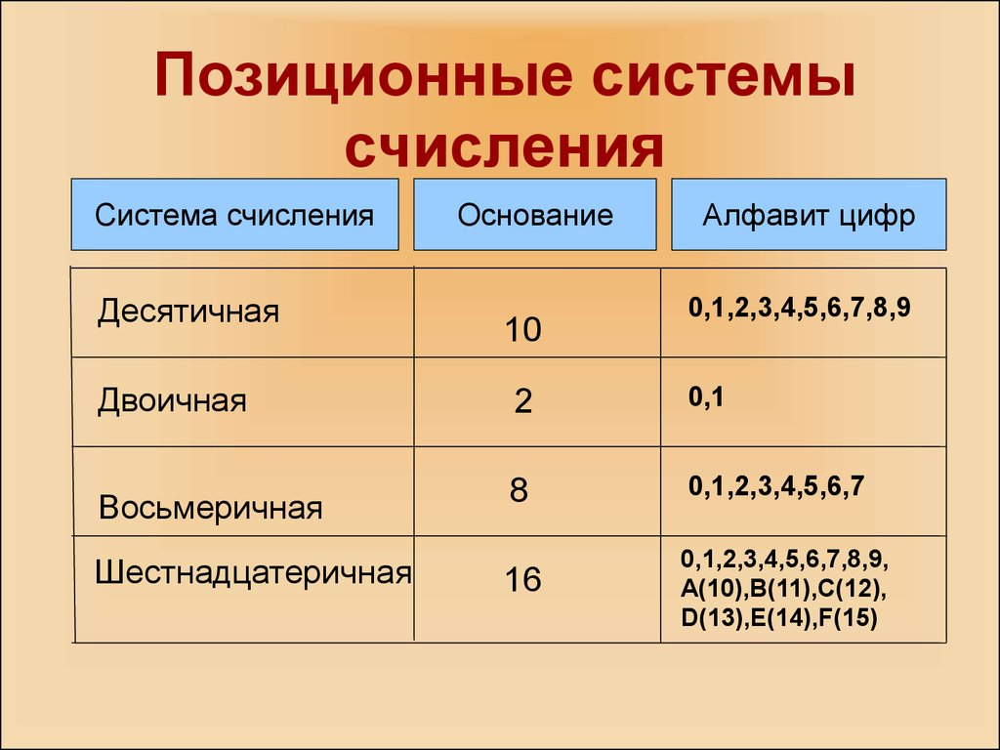 Позиционные системы
счисления
Система счисления Основание Алфавит цифр
Десятичная 10 0,1,2,3,4,5,6,7,8,9
Двоичная 2 0,1
Восьмеричная 8 0,1,2,3,4,5,6,7
Шестнадцатеричная 16 0,1,2,3,4,5,6,7,8,9,
A(10),B(11),C(12),
D(13),E(14),F(15)